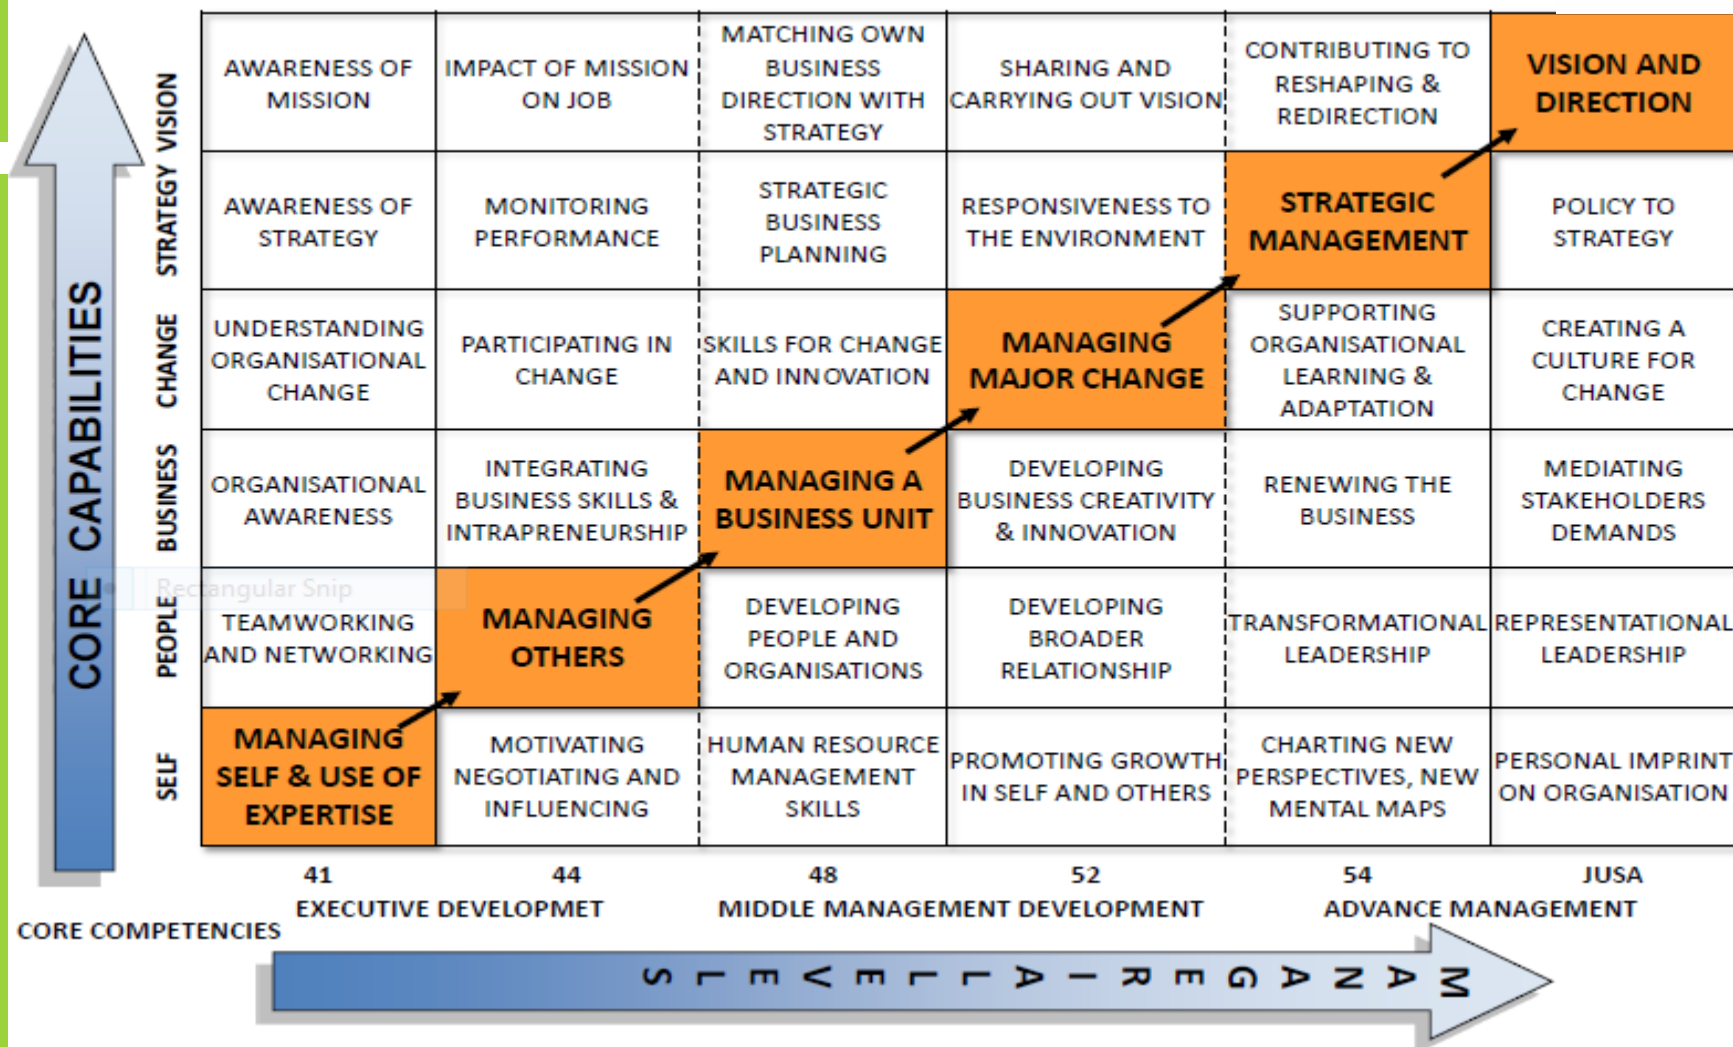 CORE CAPABILITIES
VISION
AWARENESS OF
MISSION
IMPACT OF MISSION
ON JOB
MATCHING OWN
BUSINESS
DIRECTION WITH
STRATEGY
SHARING AND
CARRYING OUT VISION
CONTRIBUTING TO
RESHAPING &
REDIRECTION
VISION AND
DIRECTION
STRATEGY
AWARENESS OF
STRATEGY
MONITORING
PERFORMANCE
STRATEGIC
BUSINESS
PLANNING
RESPONSIVENESS TO
THE ENVIRONMENT
STRATEGIC
MANAGEMENT
POLICY TO
STRATEGY
CHANGE
UNDERSTANDING
ORGANISATIONAL
CHANGE
PARTICIPATING IN
CHANGE
SKILLS FOR CHANGE
AND INNOVATION
MANAGING
MAJOR CHANGE
SUPPORTING
ORGANISATIONAL
LEARNING &
ADAPTATION
CREATING A
CULTURE FOR
CHANGE
BUSINESS
ORGANISATIONAL
AWARENESS
INTEGRATING
BUSINESS SKILLS &
INTRAPRENEURSHIP
MANAGING A
BUSINESS UNIT
DEVELOPING
BUSINESS CREATIVITY
& INNOVATION
RENEWING THE
BUSINESS
MEDIATING
STAKEHOLDERS
DEMANDS
Rectangular Snip
PEOPLE
TEAMWORKING
AND NETWORKING
MANAGING
OTHERS
DEVELOPING
PEOPLE AND
ORGANISATIONS
DEVELOPING
BROADER
RELATIONSHIP
TRANSFORMATIONAL
LEADERSHIP
REPRESENTATIONAL
LEADERSHIP
SELF
MANAGING
SELF & USE OF
EXPERTISE
MOTIVATING
NEGOTIATING AND
INFLUENCING
HUMAN RESOURCE
MANAGEMENT
SKILLS
PROMOTING GROWTH
IN SELF AND OTHERS
CHARTING NEW
PERSPECTIVES, NEW
MENTAL MAPS
PERSONAL IMPRINT
ON ORGANISATION
41 44 48 52 54 JUSA
EXECUTIVE DEVELOPMET MIDDLE MANAGEMENT DEVELOPMENT ADVANCE MANAGEMENT
CORE COMPETENCIES
MANAGERIAL LEVELS